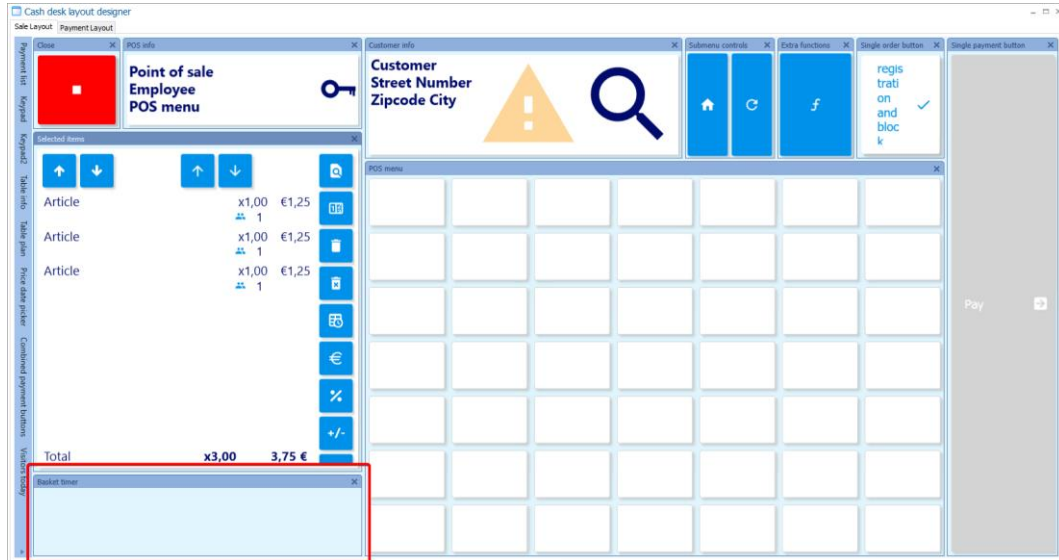 Cash desk layout designer
Sale Layout Payment Layout
Payment list
Keypad
Keypad2
Table info
Table plan
Price date picker
Combined payment buttons
Visitors today
Close
POS info
Point of sale
Employee
POS menu
Customer info
Customer
Street Number
Zipcode City
Submenu controls
Extra functions
f
Single order button
regis
trati
on
and
bloc
k
Single payment button
Pay
Selected items
Article x1,00 €1,25
1
Article x1,00 €1,25
1
Article x1,00 €1,25
1
€
%
+/-
Total x3,00 3,75 €
POS menu
Basket timer